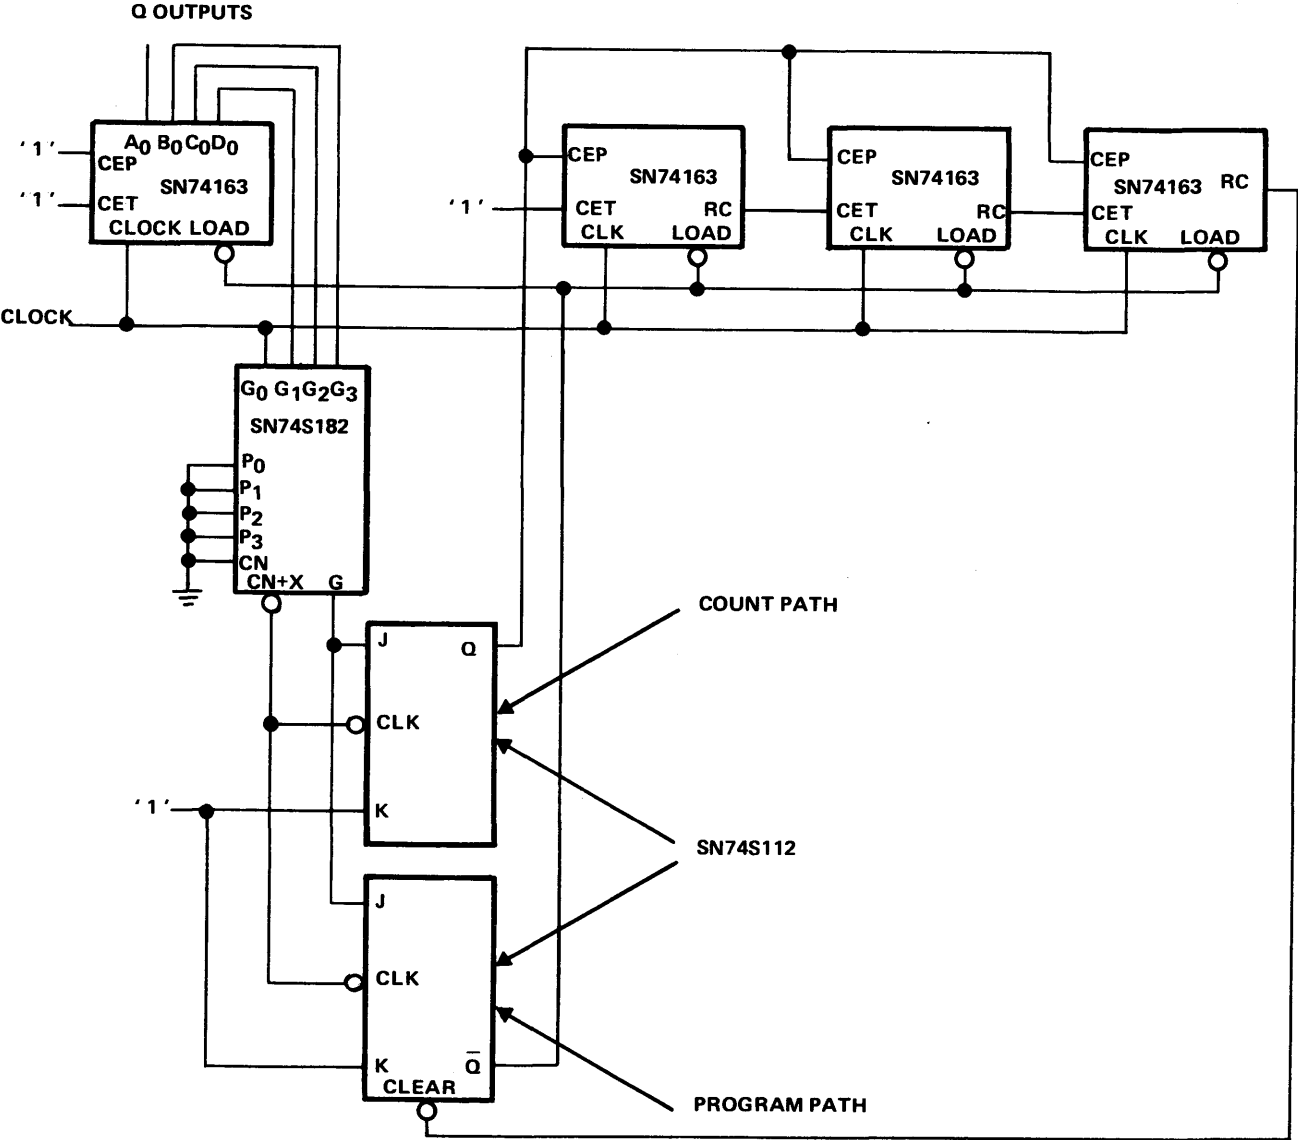 Q OUTPUTS
'1'
CEP
A0 B0 C0 D0
SN74163
'1'
CET
CLOCK LOAD
CLOCK
G0 G1 G2 G3
SN74S182
P0
P1
P2
P3
CN
CN+X G
'1'
CEP
SN74163
CET RC
CLK LOAD
CEP
SN74163
CET RC
CLK LOAD
CEP
SN74163 RC
CET
CLK LOAD
J Q
CLK
K
'1'
J
CLK
K Q̅
CLEAR
COUNT PATH
SN74S112
PROGRAM PATH